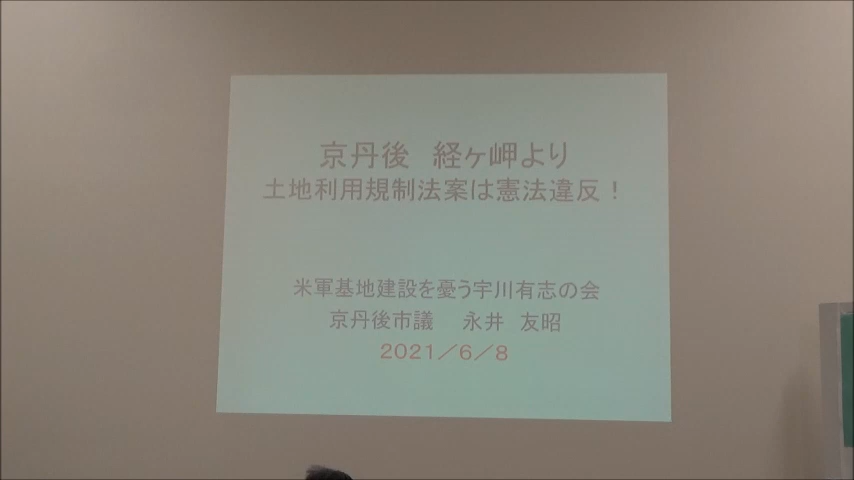 京丹後　経ヶ岬より
土地利用規制法案は憲法違反！
米軍基地建設を憂う宇川有志の会
京丹後市議　永井　友昭
２０２１／６／８